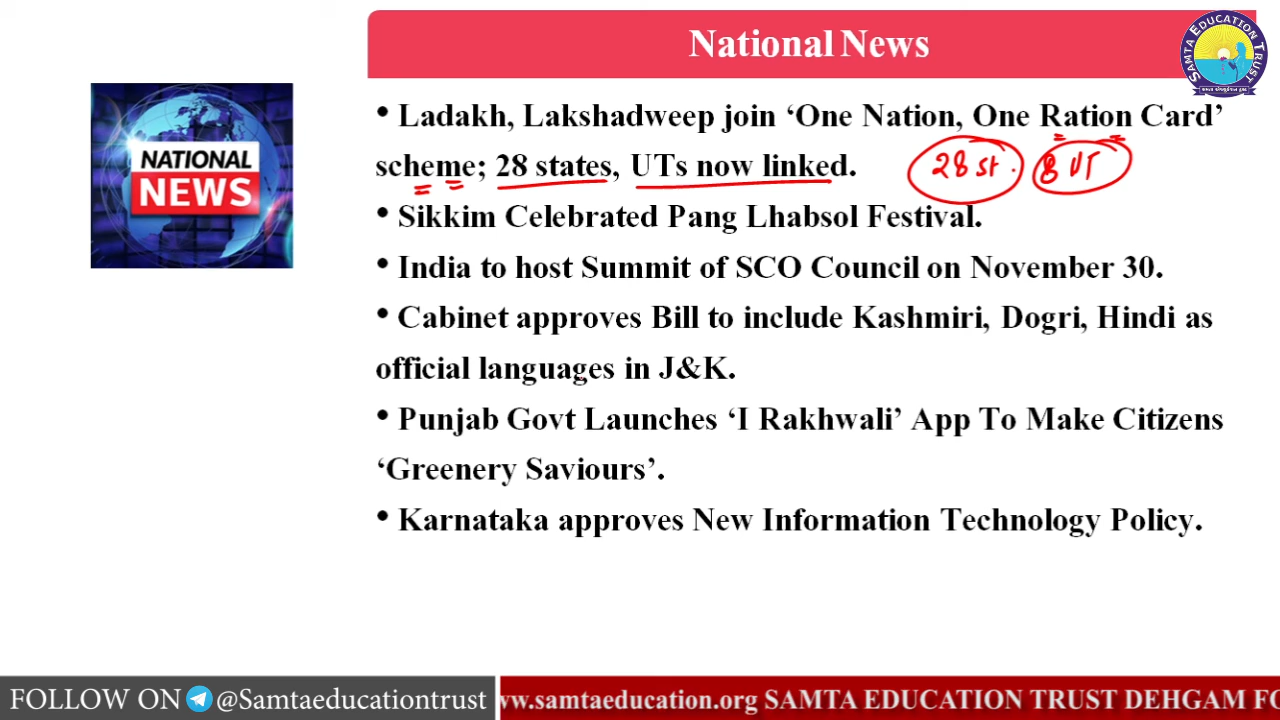 National News
SAMTA EDUCATION TRUST
NATIONAL
NEWS
• Ladakh, Lakshadweep join ‘One Nation, One Ration Card’
scheme; 28 states, UTs now linked.
28 st. 8 UT
• Sikkim Celebrated Pang Lhabsol Festival.
• India to host Summit of SCO Council on November 30.
• Cabinet approves Bill to include Kashmiri, Dogri, Hindi as
official languages in J&K.
• Punjab Govt Launches ‘I Rakhwali’ App To Make Citizens
‘Greenery Saviours’.
• Karnataka approves New Information Technology Policy.
FOLLOW ON @Samtaeducationtrust
www.samtaeducation.org SAMTA EDUCATION TRUST DEHGAM FO